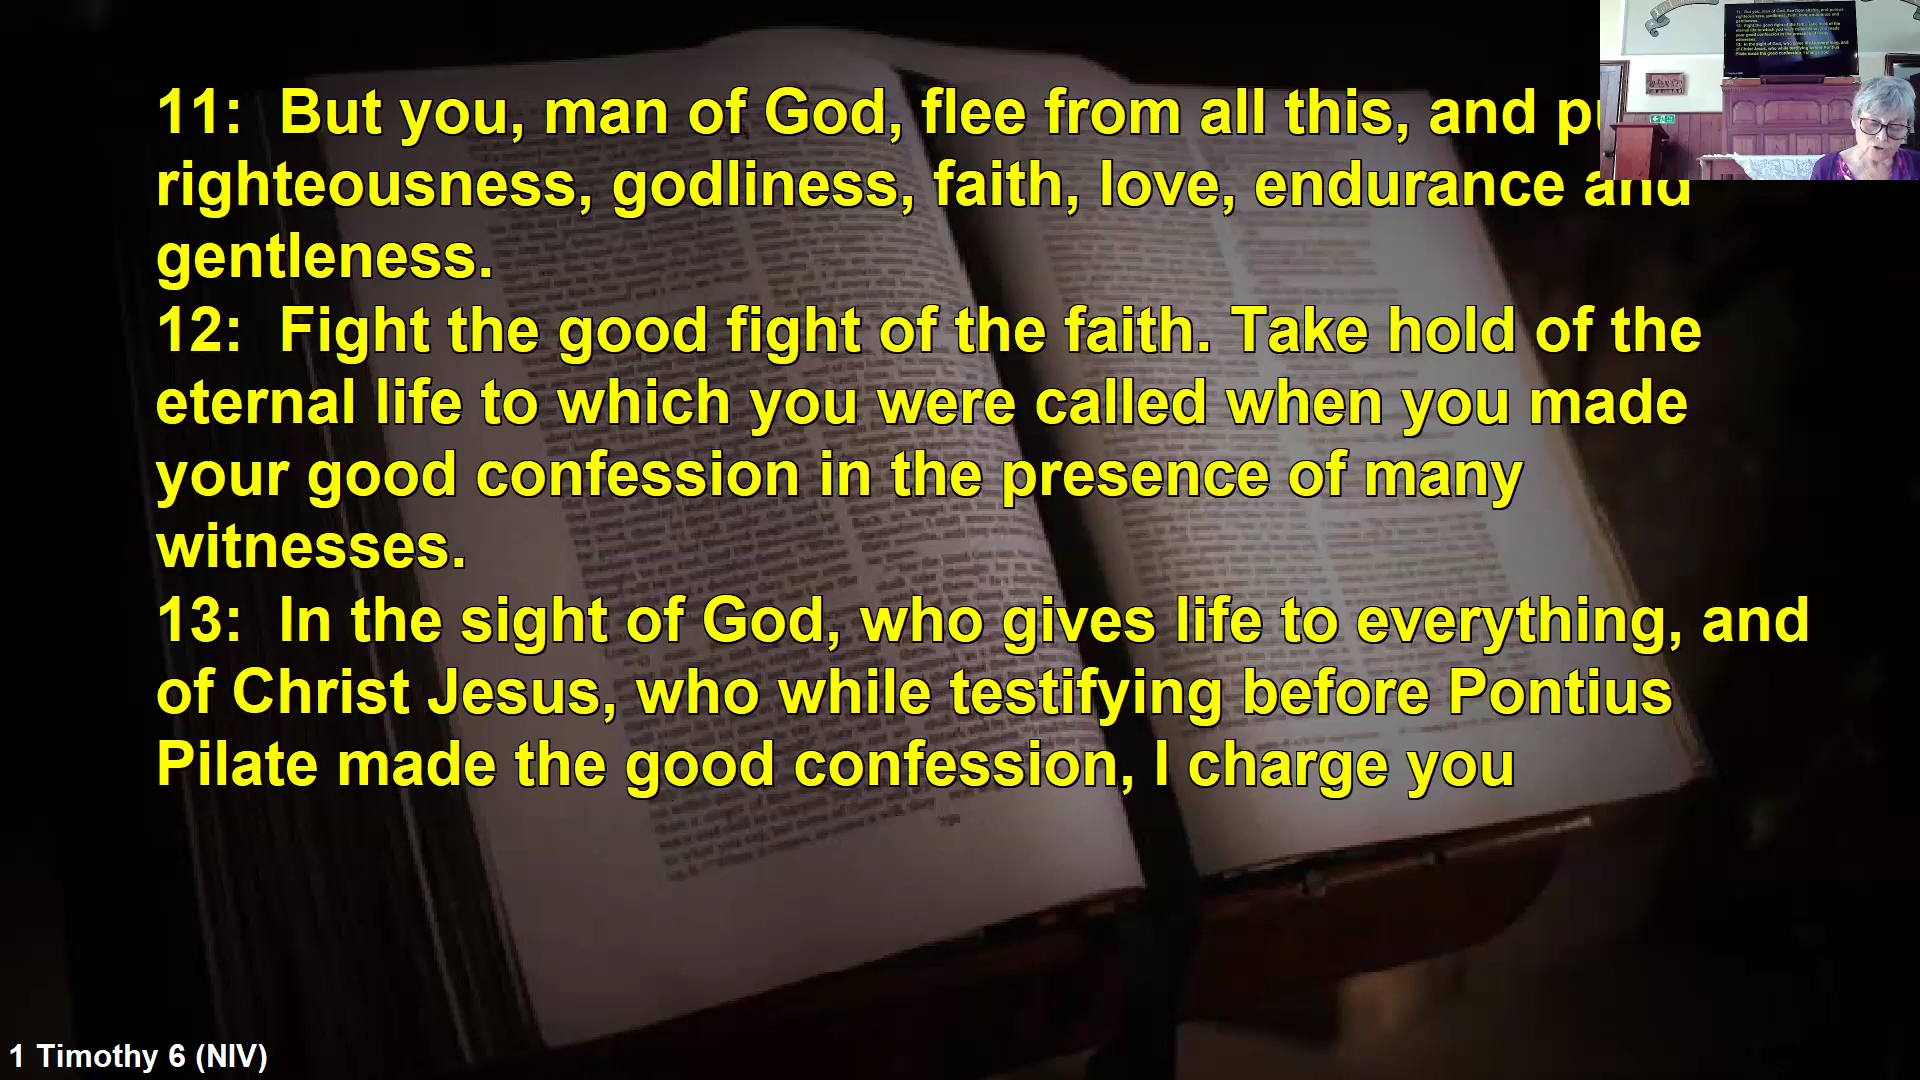 11: But you, man of God, flee from all this, and
righteousness, godliness, faith, love, endurance and
gentleness.
12: Fight the good fight of the faith. Take hold of the
eternal life to which you were called when you made
your good confession in the presence of many
witnesses.
13: In the sight of God, who gives life to everything, and
of Christ Jesus, who while testifying before Pontius
Pilate made the good confession, I charge you
1 Timothy 6 (NIV)